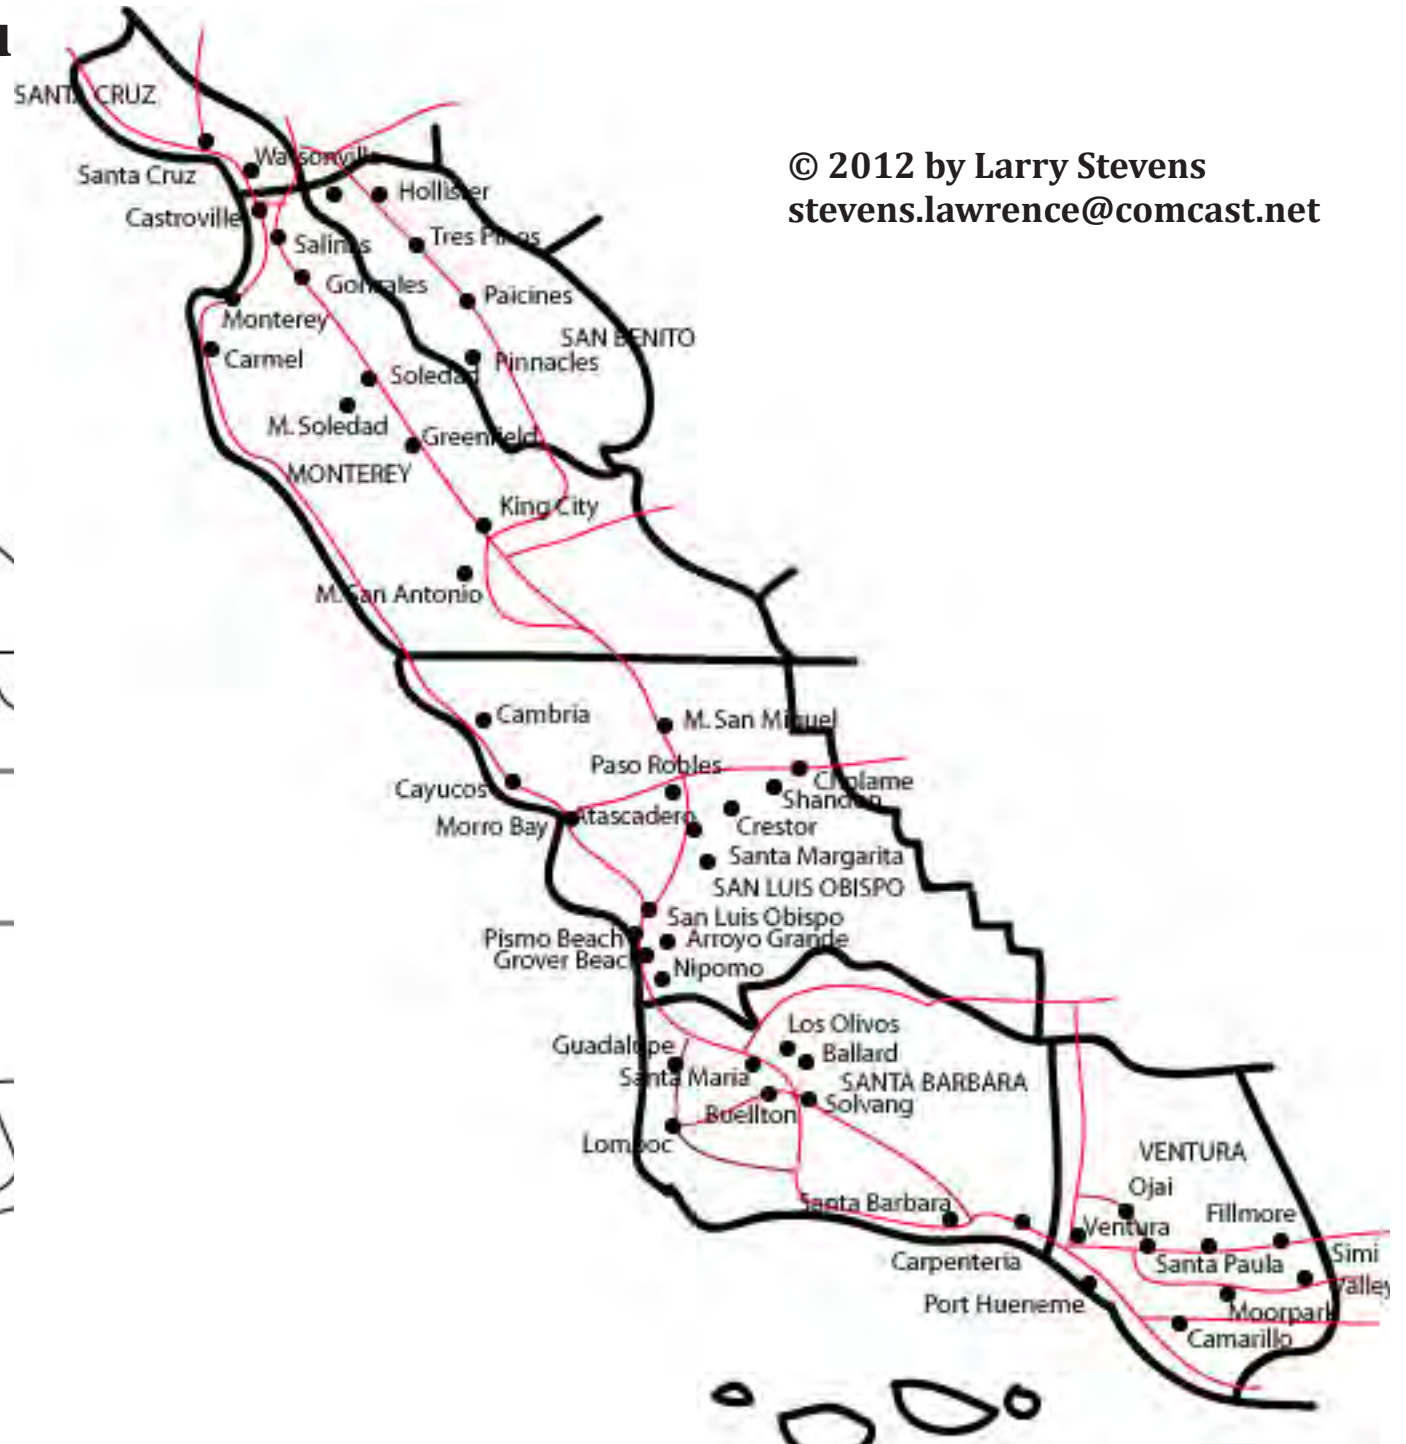 SANTA CRUZ
© 2012 by Larry Stevens
stevens.lawrence@comcast.net
Watsonville
Santa Cruz
Hollister
Castroville
Tres Pinos
Salinas
Gonzales
Paicines
Monterey
SAN BENITO
Carmel
Pinnacles
Soledad
M. Soledad
Greenfield
MONTEREY
King City
M. San Antonio
Cambria
M. San Miguel
Paso Robles
Cholame
Cayucos
Shandon
Atascadero
Morro Bay
Crestor
Santa Margarita
SAN LUIS OBISPO
San Luis Obispo
Pismo Beach
Arroyo Grande
Grover Beach
Nipomo
Los Olivos
Guadalupe
Ballard
Santa Maria
SANTA BARBARA
Solvang
Buellton
Lompoc
VENTURA
Ojai
Santa Barbara
Fillmore
Ventura
Simi
Valley
Carpenteria
Santa Paula
Port Hueneme
Moorpark
Camarillo